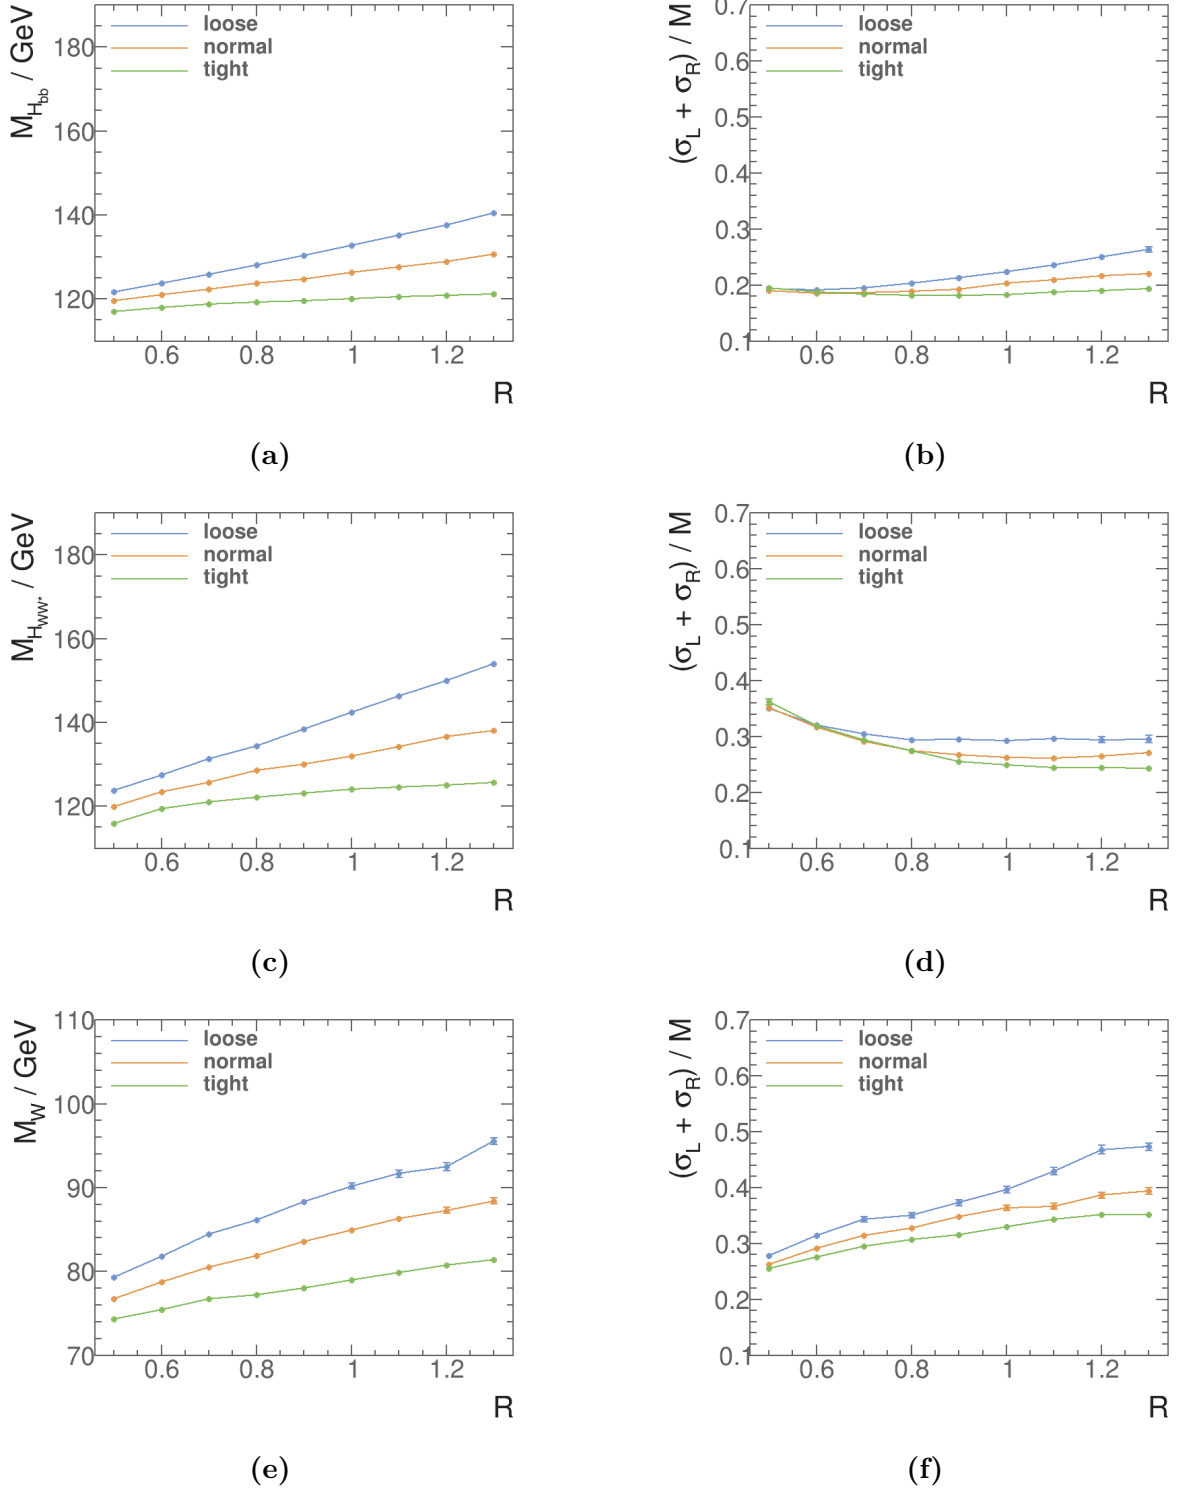 M_{H_{bb}} / GeV
180
160
140
120
loose
normal
tight
0.6 0.8 1 1.2
R
(a)
(σ_L + σ_R) / M
0.7
0.6
0.5
0.4
0.3
0.2
0.1
loose
normal
tight
0.6 0.8 1 1.2
R
(b)
M_{H_{WW*}} / GeV
180
160
140
120
loose
normal
tight
0.6 0.8 1 1.2
R
(c)
(σ_L + σ_R) / M
0.7
0.6
0.5
0.4
0.3
0.2
0.1
loose
normal
tight
0.6 0.8 1 1.2
R
(d)
M_W / GeV
110
100
90
80
70
loose
normal
tight
0.6 0.8 1 1.2
R
(e)
(σ_L + σ_R) / M
0.7
0.6
0.5
0.4
0.3
0.2
0.1
loose
normal
tight
0.6 0.8 1 1.2
R
(f)